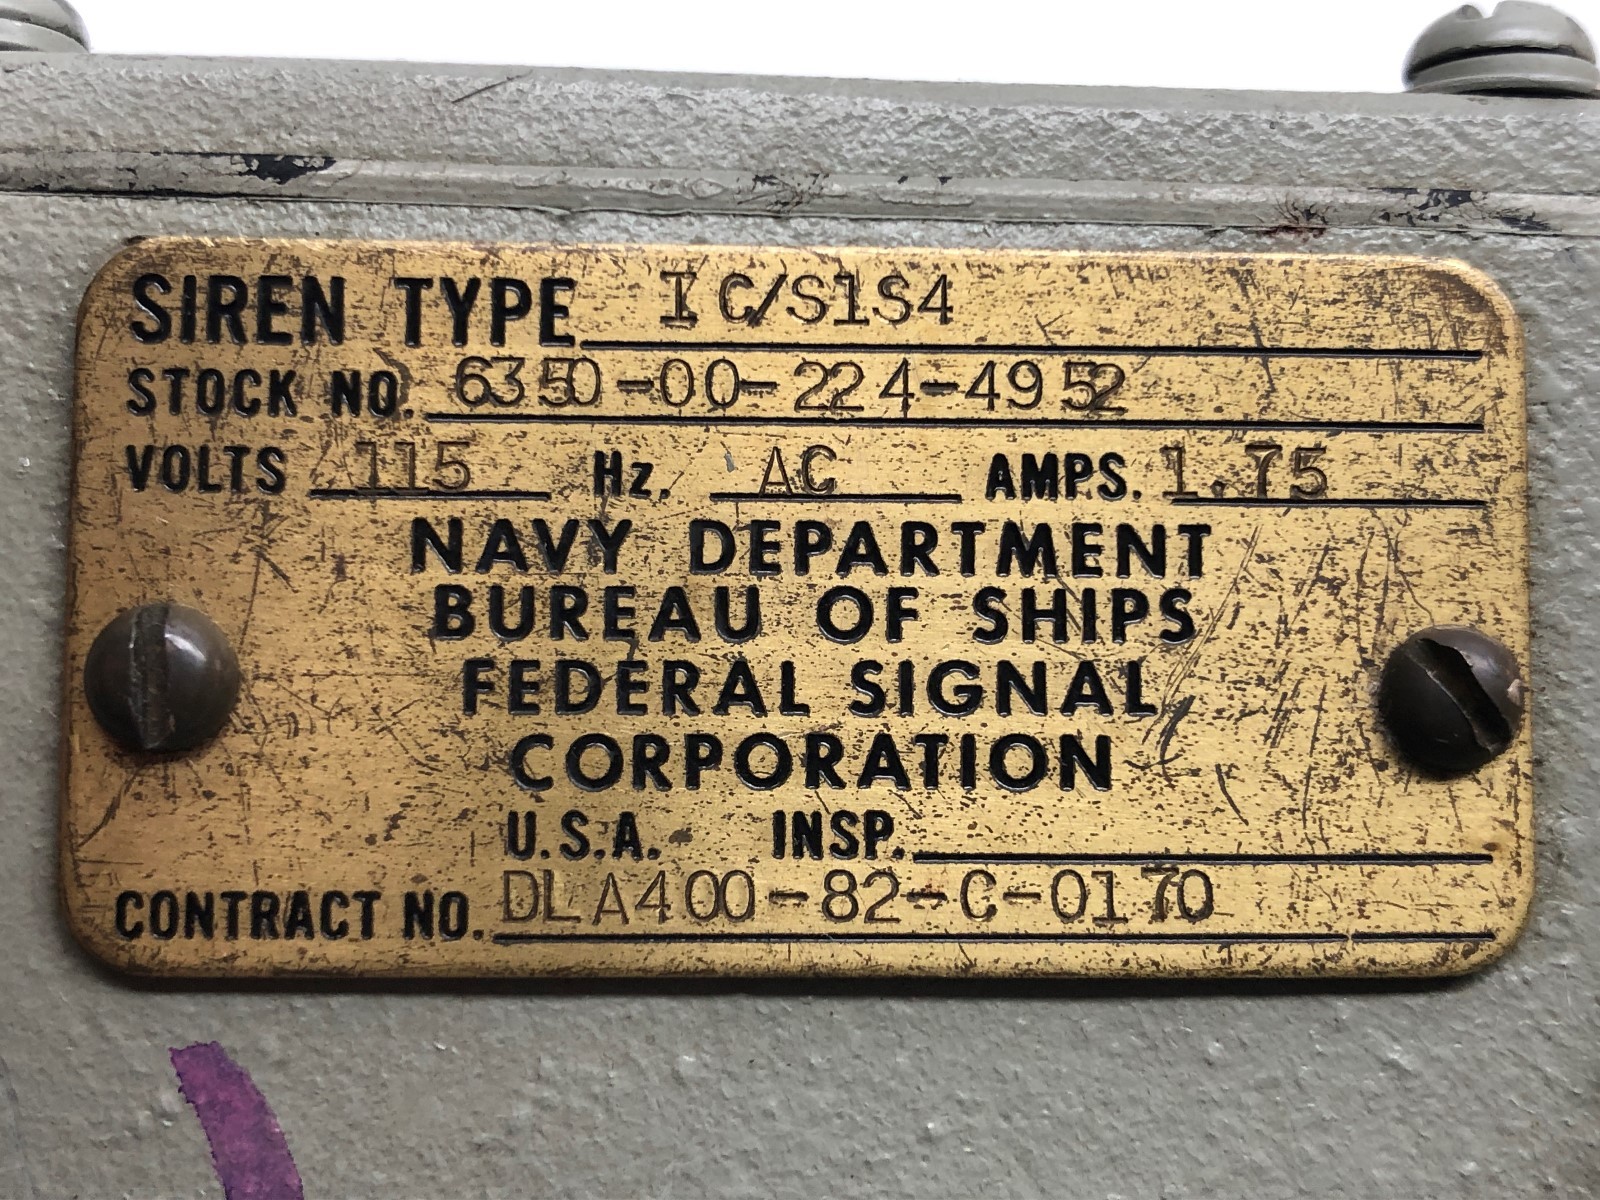 SIREN TYPE IC/S1S4
STOCK NO. 6350-00-224-4952
VOLTS 115 Hz. AC AMPS. 1.75
NAVY DEPARTMENT
BUREAU OF SHIPS
FEDERAL SIGNAL
CORPORATION
U.S.A. INSP.
CONTRACT NO. DLA400-82-C-0170